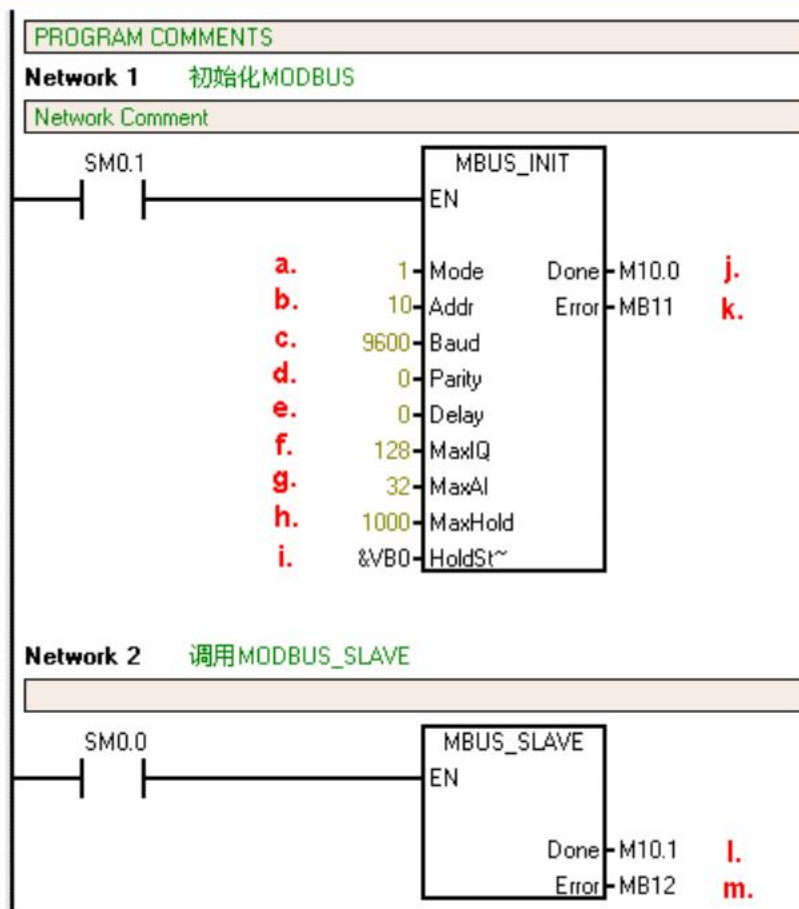 PROGRAM COMMENTS
Network 1 初始化MODBUS
Network Comment
SM0.1 MBUS_INIT
EN
a. 1 Mode Done M10.0 j.
b. 10 Addr Error MB11 k.
c. 9600 Baud
d. 0 Parity
e. 0 Delay
f. 128 MaxIQ
g. 32 MaxAI
h. 1000 MaxHold
i. &VB0 HoldSt~
Network 2 调用MODBUS_SLAVE
SM0.0 MBUS_SLAVE
EN
Done M10.1 l.
Error MB12 m.